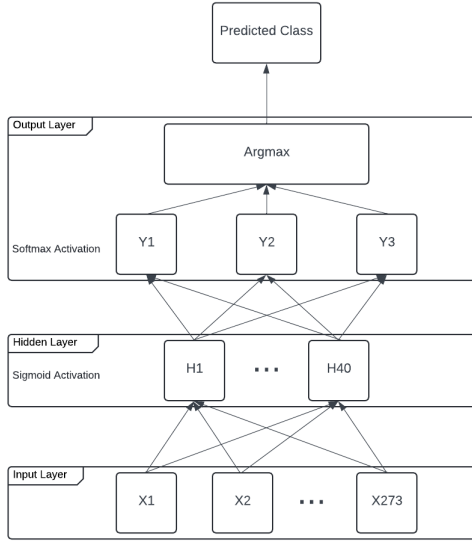 Predicted Class
Output Layer
Argmax
Softmax Activation
Y1
Y2
Y3
Hidden Layer
Sigmoid Activation
H1
...
H40
Input Layer
X1
X2
...
X273